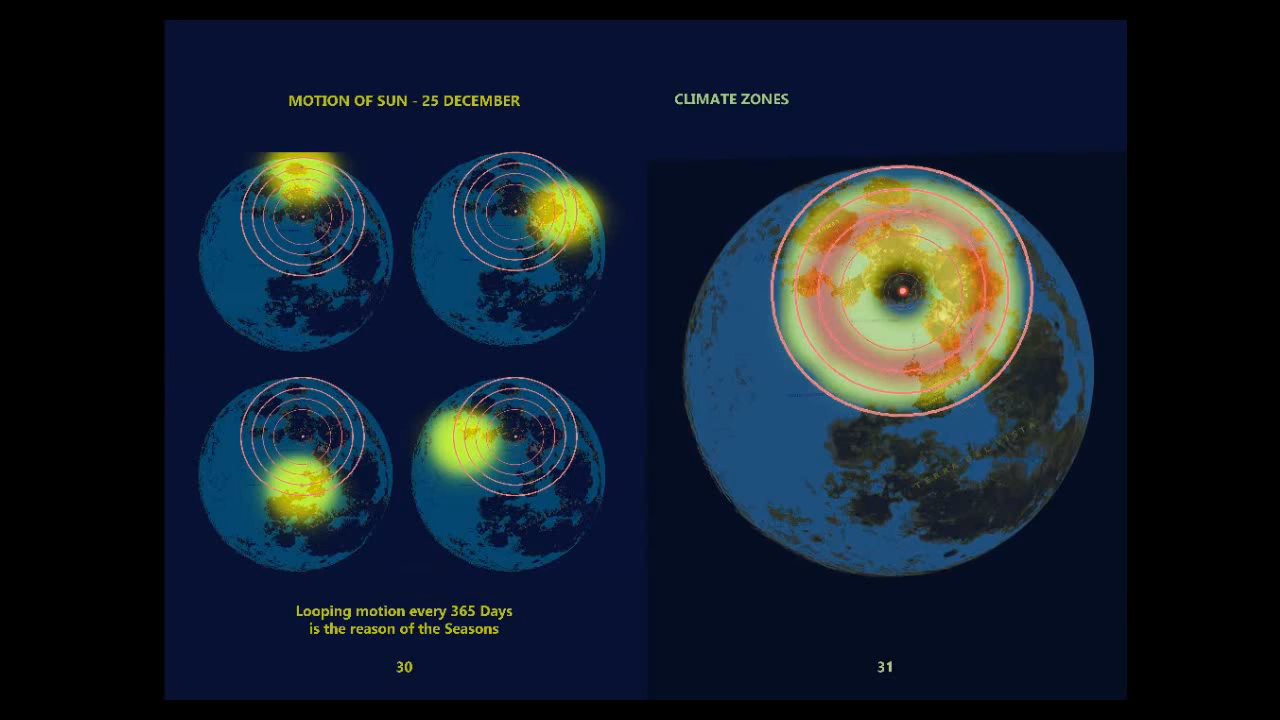 MOTION OF SUN - 25 DECEMBER
Looping motion every 365 Days
is the reason of the Seasons
30
CLIMATE ZONES
31